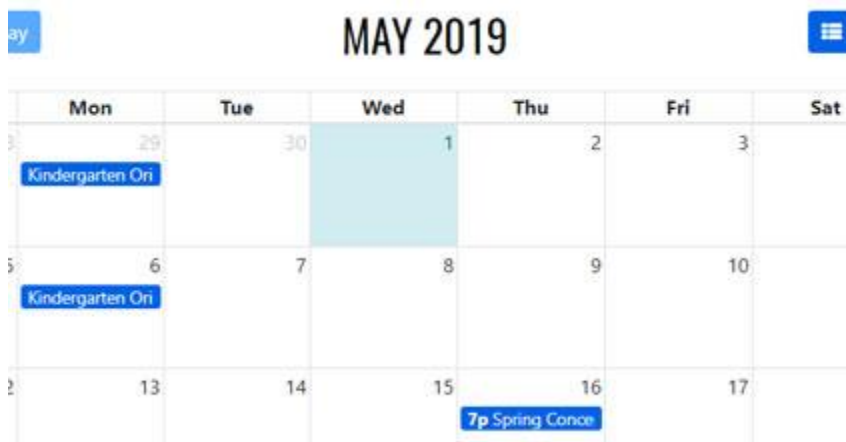 ay MAY 2019
Mon Tue Wed Thu Fri Sat
29 30 1 2 3
Kindergarten Ori
6 7 8 9 10
Kindergarten Ori
13 14 15 16 17
7p Spring Conce